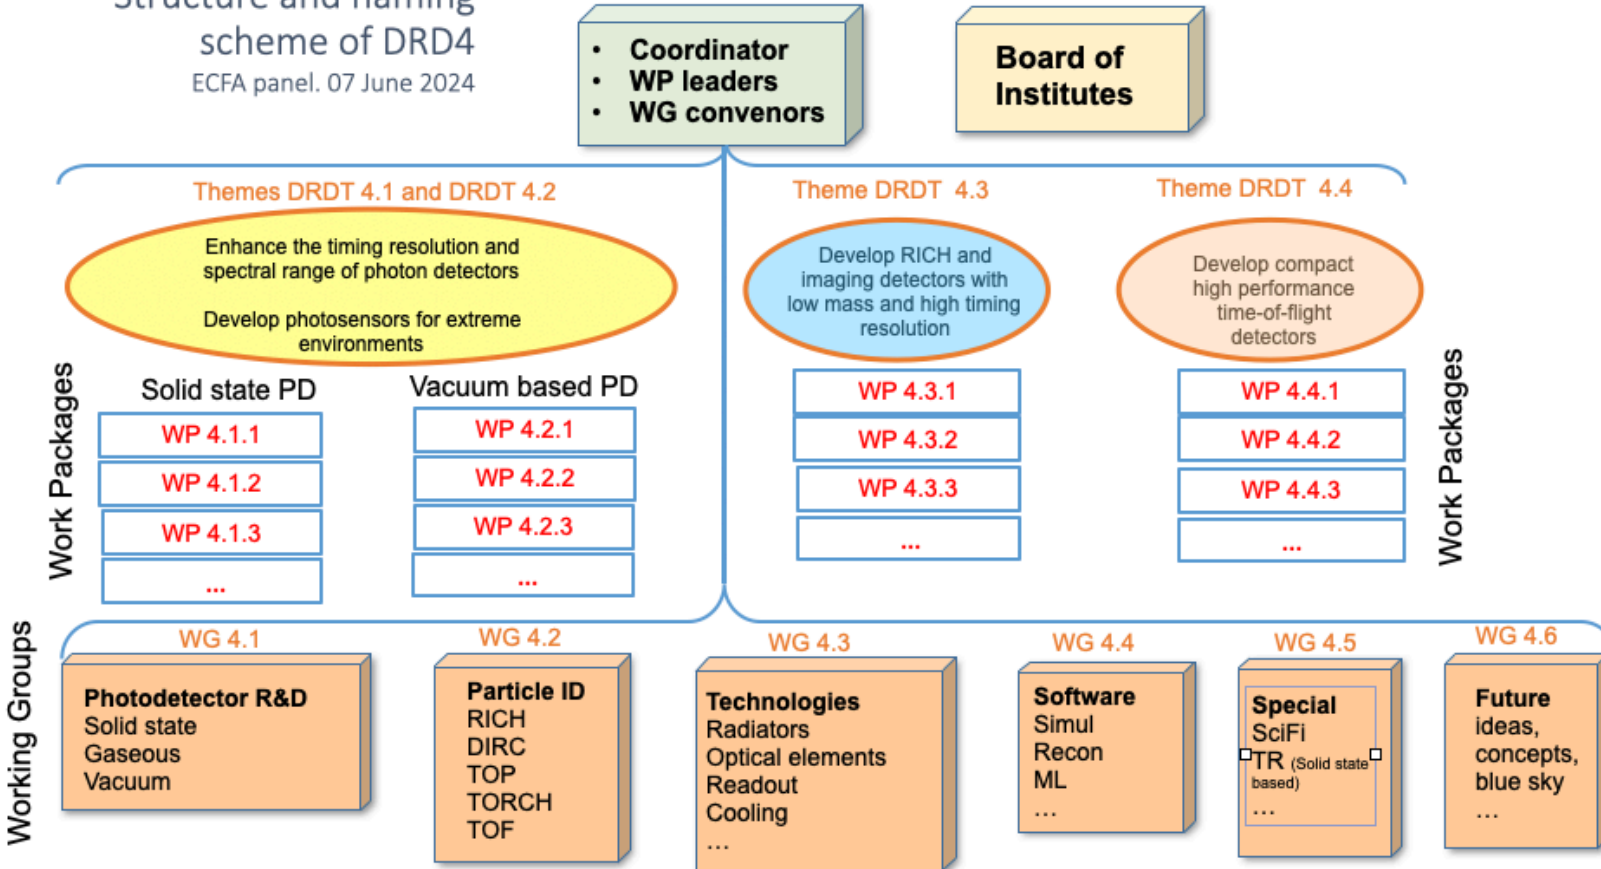 Structure and naming
scheme of DRD4
ECFA panel. 07 June 2024
• Coordinator
• WP leaders
• WG convenors
Board of
Institutes
Themes DRDT 4.1 and DRDT 4.2
Enhance the timing resolution and
spectral range of photon detectors
Develop photosensors for extreme
environments
Theme DRDT 4.3
Develop RICH and
imaging detectors with
low mass and high timing
resolution
Theme DRDT 4.4
Develop compact
high performance
time-of-flight
detectors
Work Packages
Solid state PD
WP 4.1.1
WP 4.1.2
WP 4.1.3
...
Vacuum based PD
WP 4.2.1
WP 4.2.2
WP 4.2.3
...
WP 4.3.1
WP 4.3.2
WP 4.3.3
...
WP 4.4.1
WP 4.4.2
WP 4.4.3
...
Work Packages
Working Groups
WG 4.1
Photodetector R&D
Solid state
Gaseous
Vacuum
WG 4.2
Particle ID
RICH
DIRC
TOP
TORCH
TOF
WG 4.3
Technologies
Radiators
Optical elements
Readout
Cooling
...
WG 4.4
Software
Simul
Recon
ML
...
WG 4.5
Special
SciFi
TR (Solid state
based)
...
WG 4.6
Future
ideas,
concepts,
blue sky
...